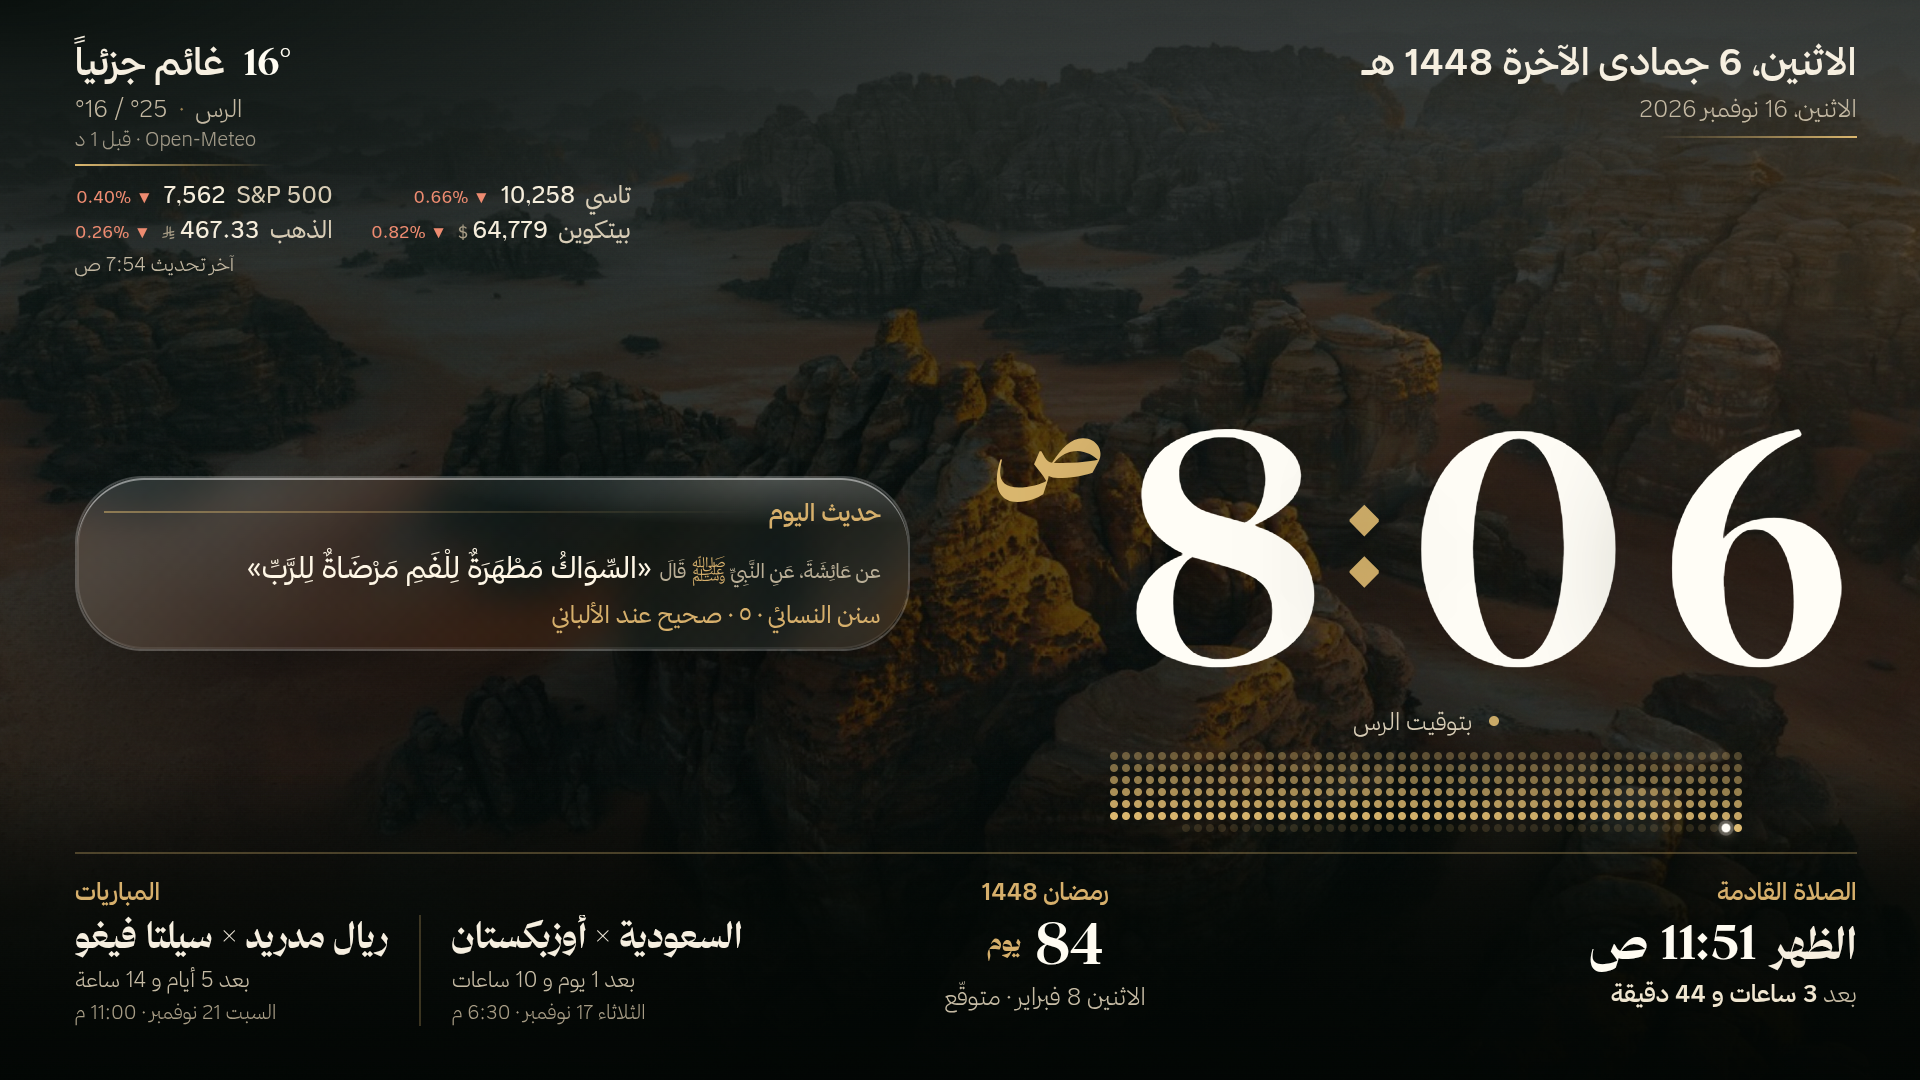 الاثنين، 6 جمادى الآخرة 1448 هـ
الاثنين، 16 نوفمبر 2026
16° غائم جزئياً
الرس · 25° / 16°
Open-Meteo · قبل 1 د
تاسي 10,258 ▼ 0.66%
S&P 500 7,562 ▼ 0.40%
بيتكوين 64,779 $ ▼ 0.82%
الذهب 467.33 ▼ 0.26%
آخر تحديث 7:54 ص
8:06 ص
بتوقيت الرس
حديث اليوم
عن عَائِشَةَ، عَنِ النَّبِيِّ ﷺ قَالَ «السِّوَاكُ مَطْهَرَةٌ لِلْفَمِ مَرْضَاةٌ لِلرَّبِّ»
سنن النسائي · ٥ · صحيح عند الألباني
الصلاة القادمة
الظهر 11:51 ص
بعد 3 ساعات و 44 دقيقة
رمضان 1448
84 يوم
الاثنين 8 فبراير · متوقّع
المباريات
السعودية × أوزبكستان
بعد 1 يوم و 10 ساعات
الثلاثاء 17 نوفمبر · 6:30 م
ريال مدريد × سيلتا فيغو
بعد 5 أيام و 14 ساعة
السبت 21 نوفمبر · 11:00 م